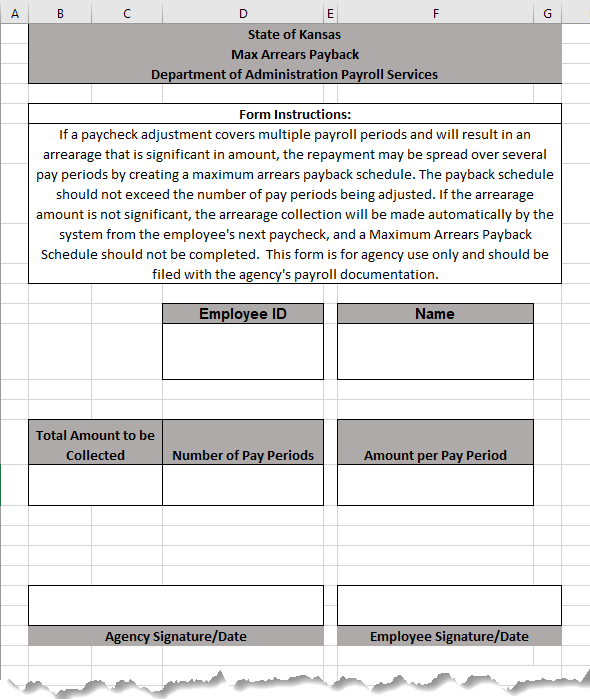 A B C D E F G
State of Kansas
Max Arrears Payback
Department of Administration Payroll Services
Form Instructions:
If a paycheck adjustment covers multiple payroll periods and will result in an
arrearage that is significant in amount, the repayment may be spread over several
pay periods by creating a maximum arrears payback schedule. The payback schedule
should not exceed the number of pay periods being adjusted. If the arrearage
amount is not significant, the arrearage collection will be made automatically by the
system from the employee's next paycheck, and a Maximum Arrears Payback
Schedule should not be completed.  This form is for agency use only and should be
filed with the agency's payroll documentation.
Employee ID Name
Total Amount to be
Collected Number of Pay Periods Amount per Pay Period
Agency Signature/Date Employee Signature/Date